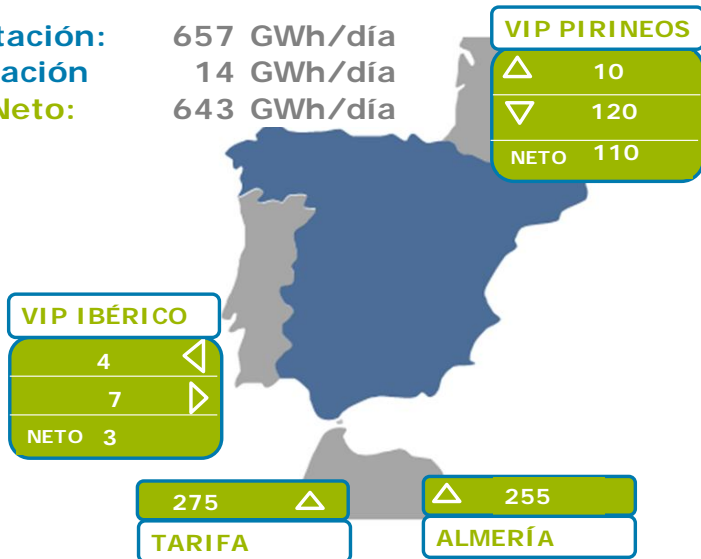 tación: 657 GWh/día
ación 14 GWh/día
Neto: 643 GWh/día
VIP PIRINEOS
10
120
NETO 110
VIP IBÉRICO
4
7
NETO 3
275
TARIFA
255
ALMERÍA